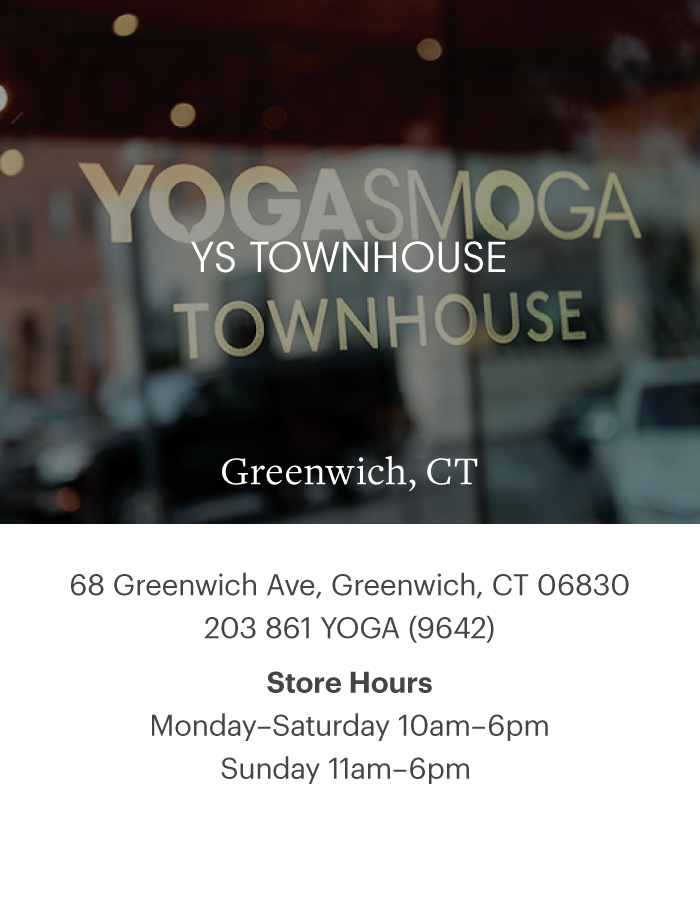 YOGASMOGA
YS TOWNHOUSE
TOWNHOUSE
Greenwich, CT
68 Greenwich Ave, Greenwich, CT 06830
203 861 YOGA (9642)
Store Hours
Monday–Saturday 10am–6pm
Sunday 11am–6pm